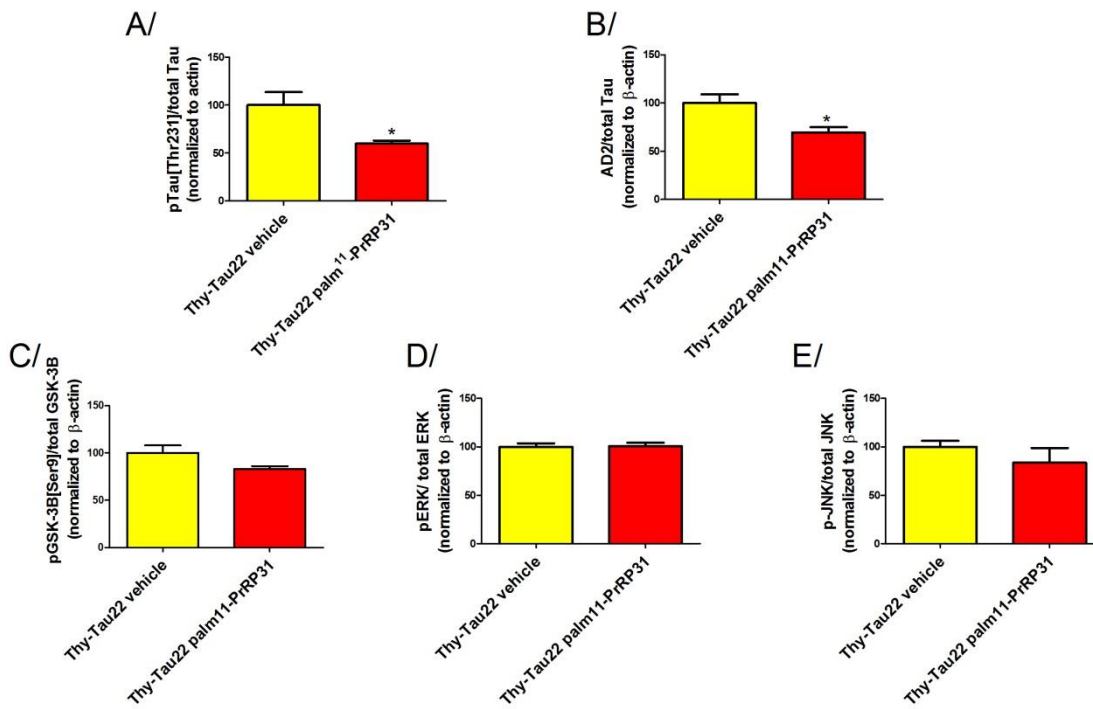 A/
pTau[Thr231]/total Tau
(normalized to actin)
150
100
50
0
*
Thy-Tau22 vehicle
Thy-Tau22 palm¹¹-PrRP31
B/
AD2/total Tau
(normalized to β-actin)
150
100
50
0
*
Thy-Tau22 vehicle
Thy-Tau22 palm11-PrRP31
C/
pGSK-3B[Ser9]/total GSK-3B
(normalized to β-actin)
150
100
50
0
Thy-Tau22 vehicle
Thy-Tau22 palm11-PrRP31
D/
pERK/ total ERK
(normalized to β-actin)
150
100
50
0
Thy-Tau22 vehicle
Thy-Tau22 palm11-PrRP31
E/
p-JNK/total JNK
(normalized to β-actin)
150
100
50
0
Thy-Tau22 vehicle
Thy-Tau22 palm11-PrRP31